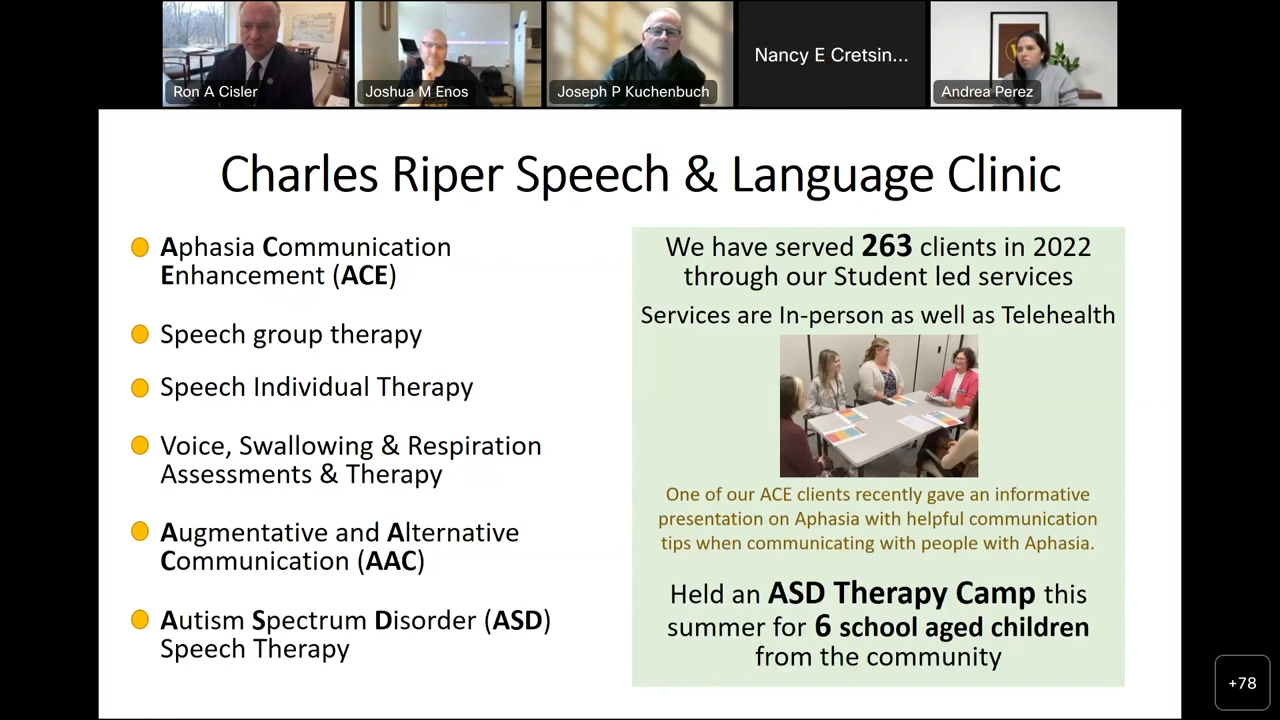 Ron A Cisler
Joshua M Enos
Joseph P Kuchenbuch
Nancy E Cretsin...
Andrea Perez
Charles Riper Speech & Language Clinic
Aphasia Communication
Enhancement (ACE)
Speech group therapy
Speech Individual Therapy
Voice, Swallowing & Respiration
Assessments & Therapy
Augmentative and Alternative
Communication (AAC)
Autism Spectrum Disorder (ASD)
Speech Therapy
We have served 263 clients in 2022
through our Student led services
Services are In-person as well as Telehealth
One of our ACE clients recently gave an informative
presentation on Aphasia with helpful communication
tips when communicating with people with Aphasia.
Held an ASD Therapy Camp this
summer for 6 school aged children
from the community
+78